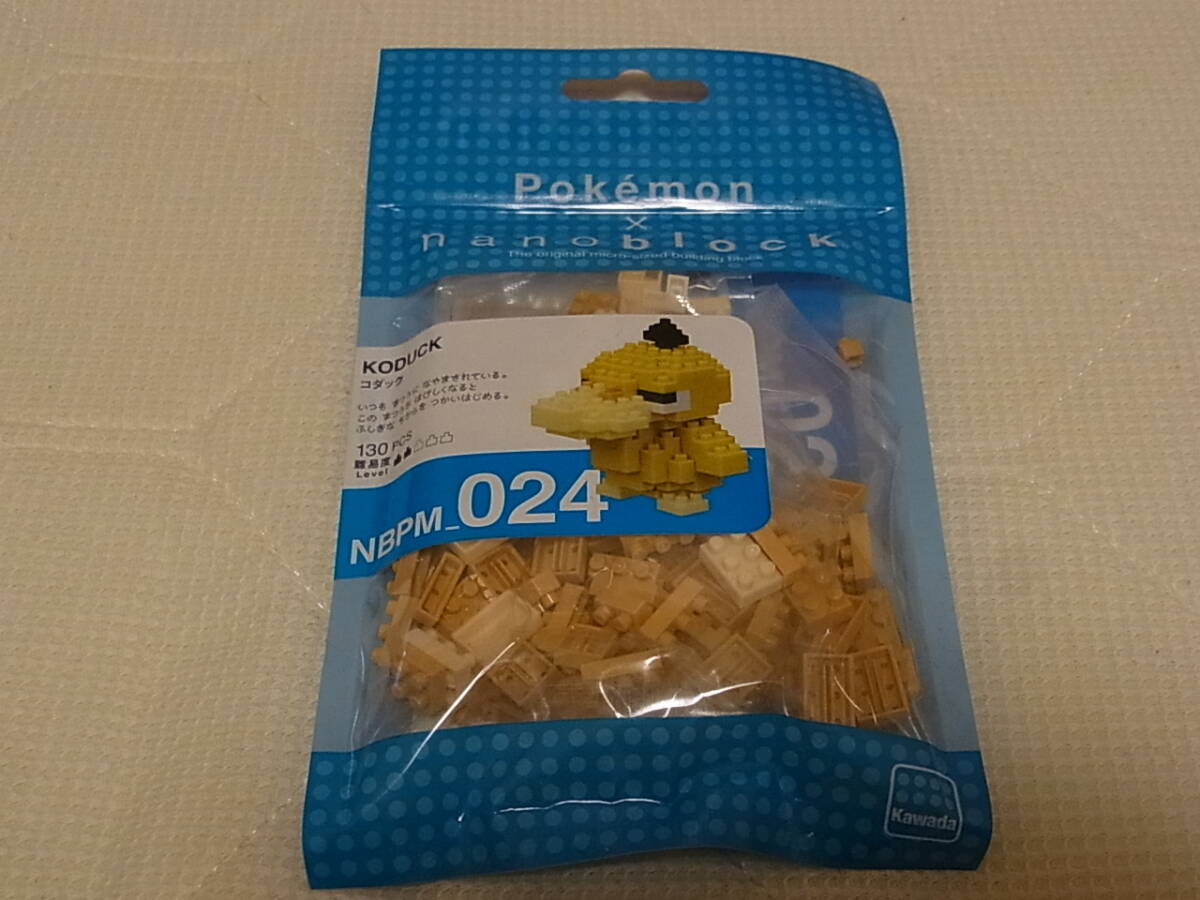 Pokémon
×
nanoblock
The original micro-sized building block
KODUCK
コダック
いつも ずつうに なやまされている。
この ずつうが はげしくなると
ふしぎな ちからを つかいはじめる。
130 PCS
難易度
Level
NBPM_024
Kawada